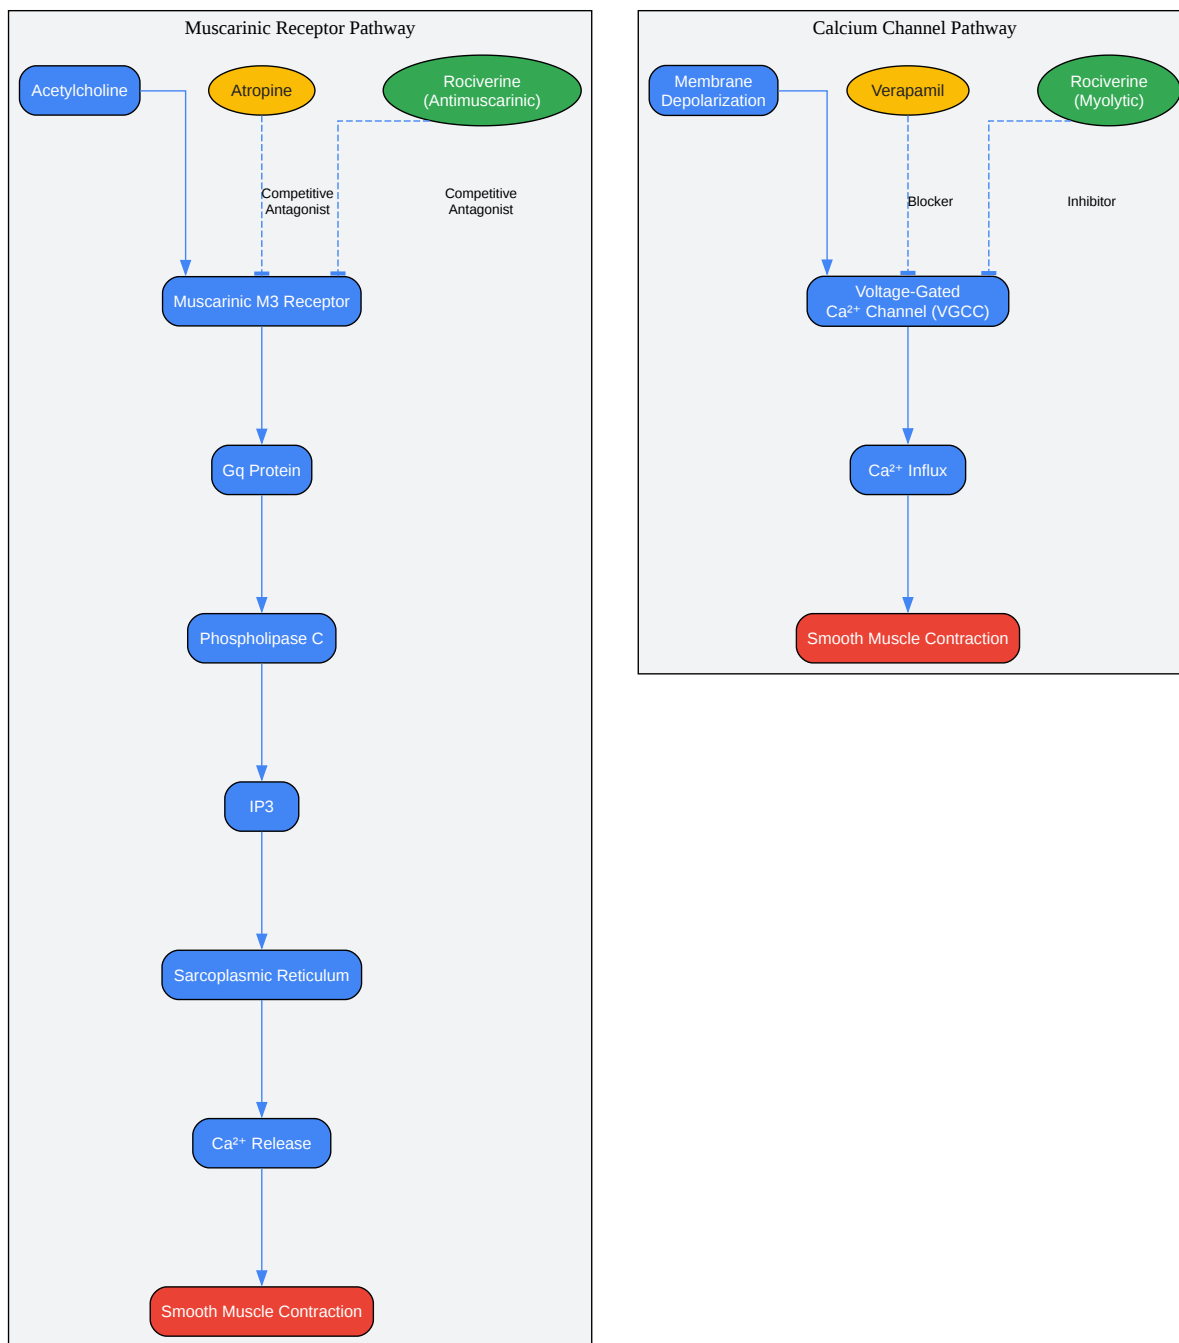 Muscarinic Receptor Pathway
Acetylcholine
Atropine
Rociverine
(Antimuscarinic)
Competitive
Antagonist
Competitive
Antagonist
Muscarinic M3 Receptor
Gq Protein
Phospholipase C
IP3
Sarcoplasmic Reticulum
Ca²⁺ Release
Smooth Muscle Contraction
Calcium Channel Pathway
Membrane
Depolarization
Verapamil
Rociverine
(Myolytic)
Blocker
Inhibitor
Voltage-Gated
Ca²⁺ Channel (VGCC)
Ca²⁺ Influx
Smooth Muscle Contraction